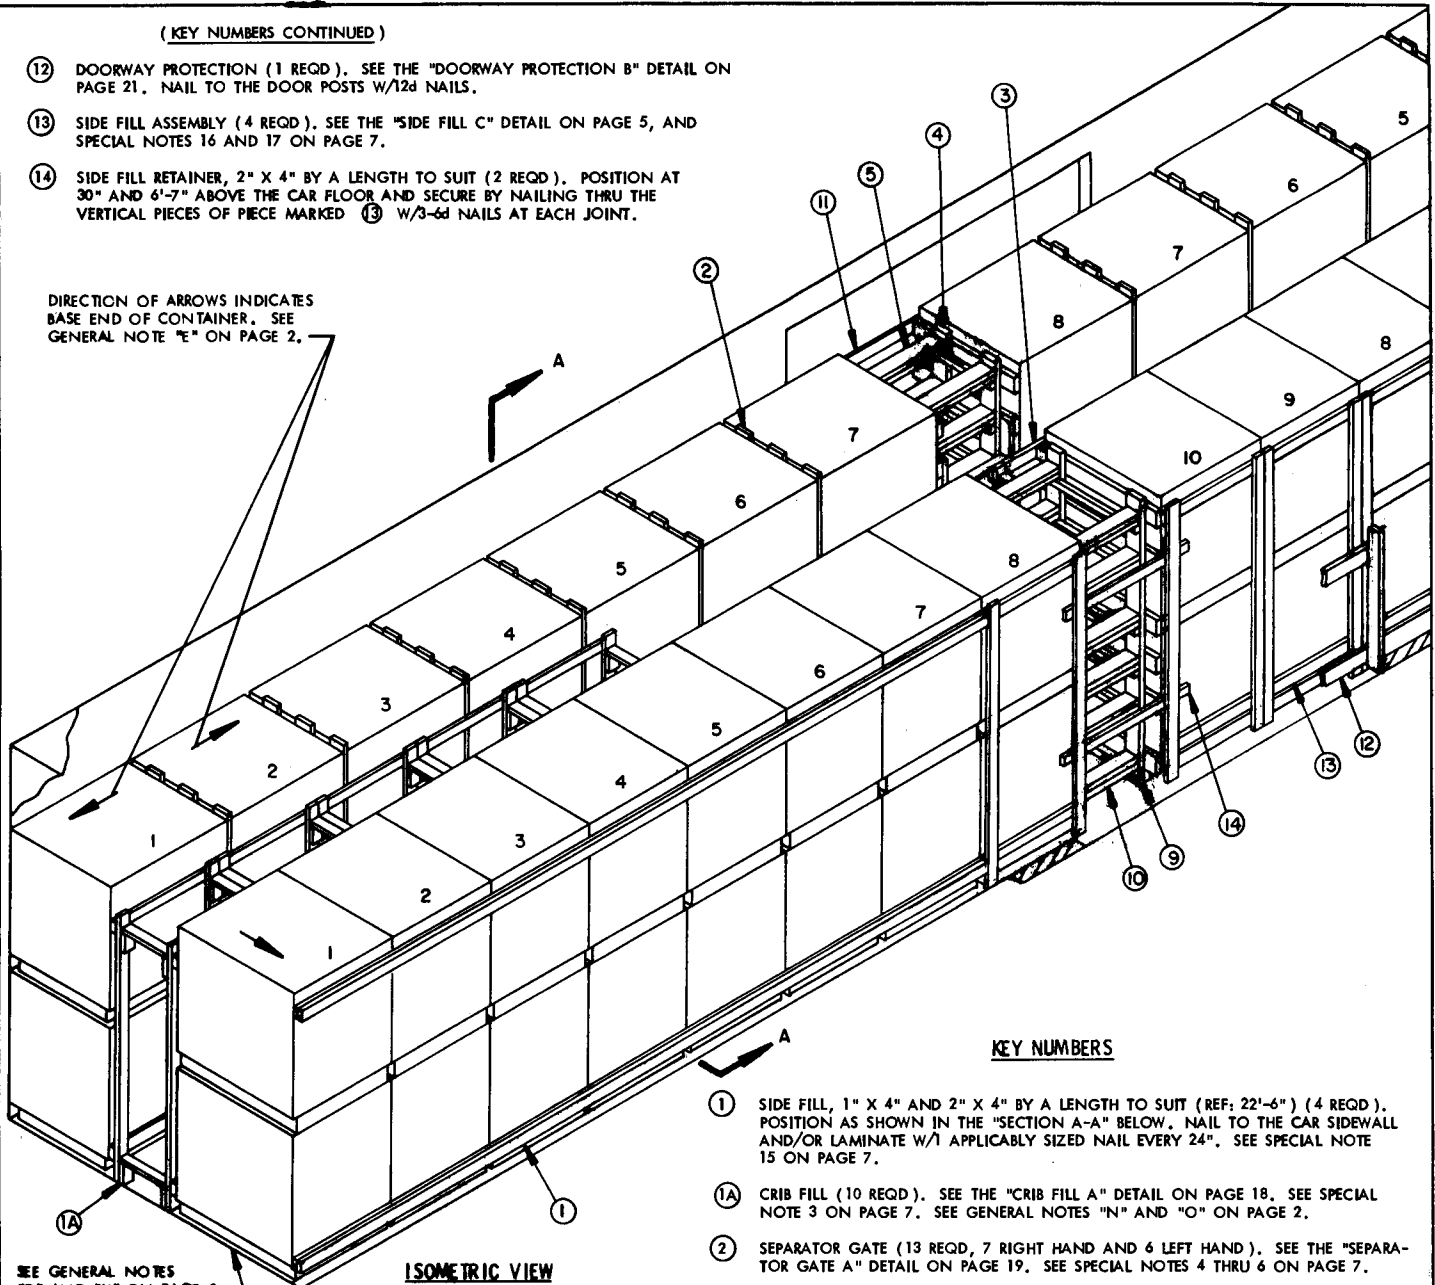 (KEY NUMBERS CONTINUED)
12 DOORWAY PROTECTION (1 REQD). SEE THE "DOORWAY PROTECTION B" DETAIL ON
PAGE 21. NAIL TO THE DOOR POSTS W/12d NAILS.
13 SIDE FILL ASSEMBLY (4 REQD). SEE THE "SIDE FILL C" DETAIL ON PAGE 5, AND
SPECIAL NOTES 16 AND 17 ON PAGE 7.
14 SIDE FILL RETAINER, 2" X 4" BY A LENGTH TO SUIT (2 REQD). POSITION AT
30" AND 6'-7" ABOVE THE CAR FLOOR AND SECURE BY NAILING THRU THE
VERTICAL PIECES OF PIECE MARKED 13 W/3-6d NAILS AT EACH JOINT.
DIRECTION OF ARROWS INDICATES
BASE END OF CONTAINER. SEE
GENERAL NOTE "E" ON PAGE 2.
3
4
5
11
2
A
5
6
7
8
7
6
5
4
3
2
1
8
9
10
8
7
6
5
4
3
2
1
14
12
13
9
10
A
1A
1
SEE GENERAL NOTES
ISOMETRIC VIEW
KEY NUMBERS
1 SIDE FILL, 1" X 4" AND 2" X 4" BY A LENGTH TO SUIT (REF: 22'-6") (4 REQD).
POSITION AS SHOWN IN THE "SECTION A-A" BELOW. NAIL TO THE CAR SIDEWALL
AND/OR LAMINATE W/1 APPLICABLY SIZED NAIL EVERY 24". SEE SPECIAL NOTE
15 ON PAGE 7.
1A CRIB FILL (10 REQD). SEE THE "CRIB FILL A" DETAIL ON PAGE 18. SEE SPECIAL
NOTE 3 ON PAGE 7. SEE GENERAL NOTES "N" AND "O" ON PAGE 2.
2 SEPARATOR GATE (13 REQD, 7 RIGHT HAND AND 6 LEFT HAND). SEE THE "SEPARA-
TOR GATE A" DETAIL ON PAGE 19. SEE SPECIAL NOTES 4 THRU 6 ON PAGE 7.